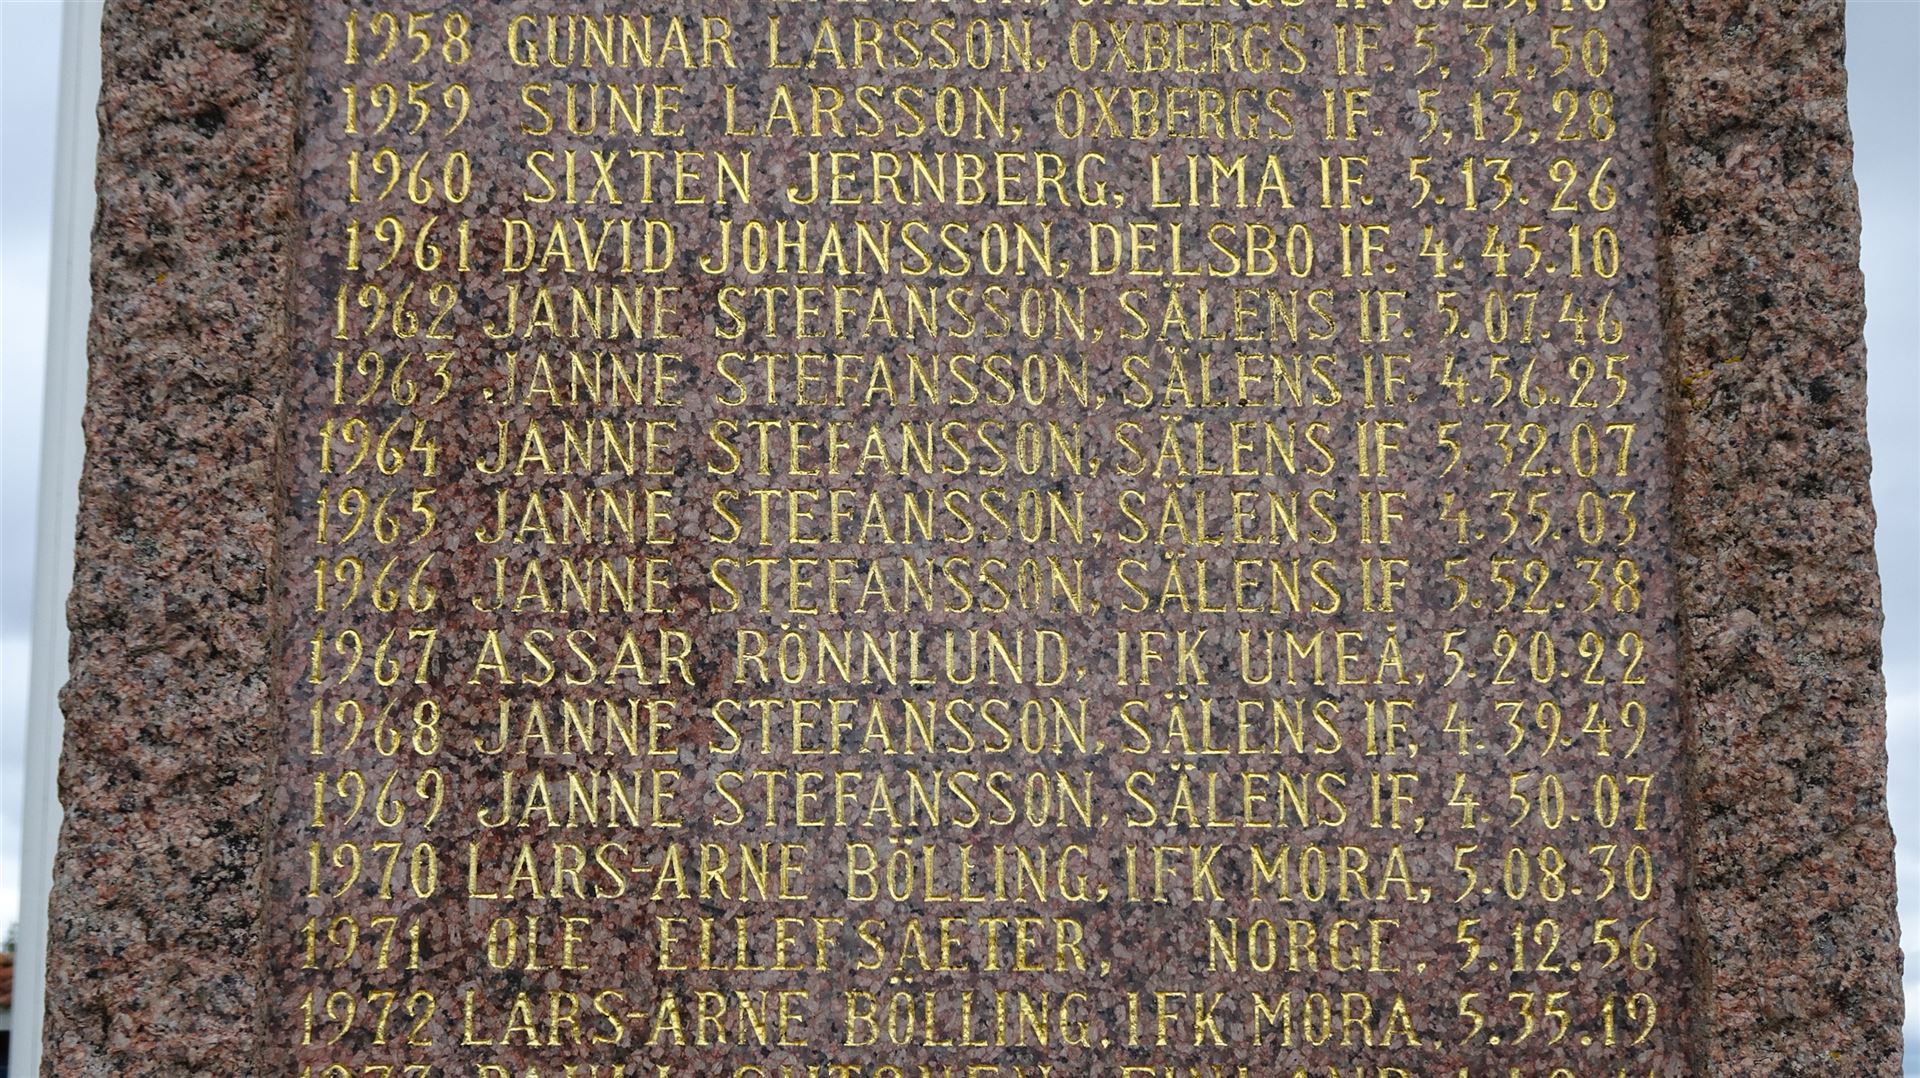 1958 GUNNAR LARSSON, OXBERGS IF. 5,31,50
1959 SUNE LARSSON, OXBERGS IF. 5,13,28
1960 SIXTEN JERNBERG, LIMA IF. 5.13.26
1961 DAVID JOHANSSON, DELSBO IF. 4.45.10
1962 JANNE STEFANSSON, SÄLENS IF. 5.07.46
1963 JANNE STEFANSSON, SÄLENS IF. 4.56.25
1964 JANNE STEFANSSON, SÄLENS IF 5.32.07
1965 JANNE STEFANSSON, SÄLENS IF 4.35.03
1966 JANNE STEFANSSON, SÄLENS IF 5.52.38
1967 ASSAR RÖNNLUND, IFK UMEÅ, 5.20.22
1968 JANNE STEFANSSON, SÄLENS IF, 4.39.49
1969 JANNE STEFANSSON, SÄLENS IF, 4.50.07
1970 LARS-ARNE BÖLLING, IFK MORA, 5.08.30
1971 OLE ELLEFSAETER, NORGE. 5.12.56
1972 LARS-ARNE BÖLLING, IFK MORA, 5.35.19